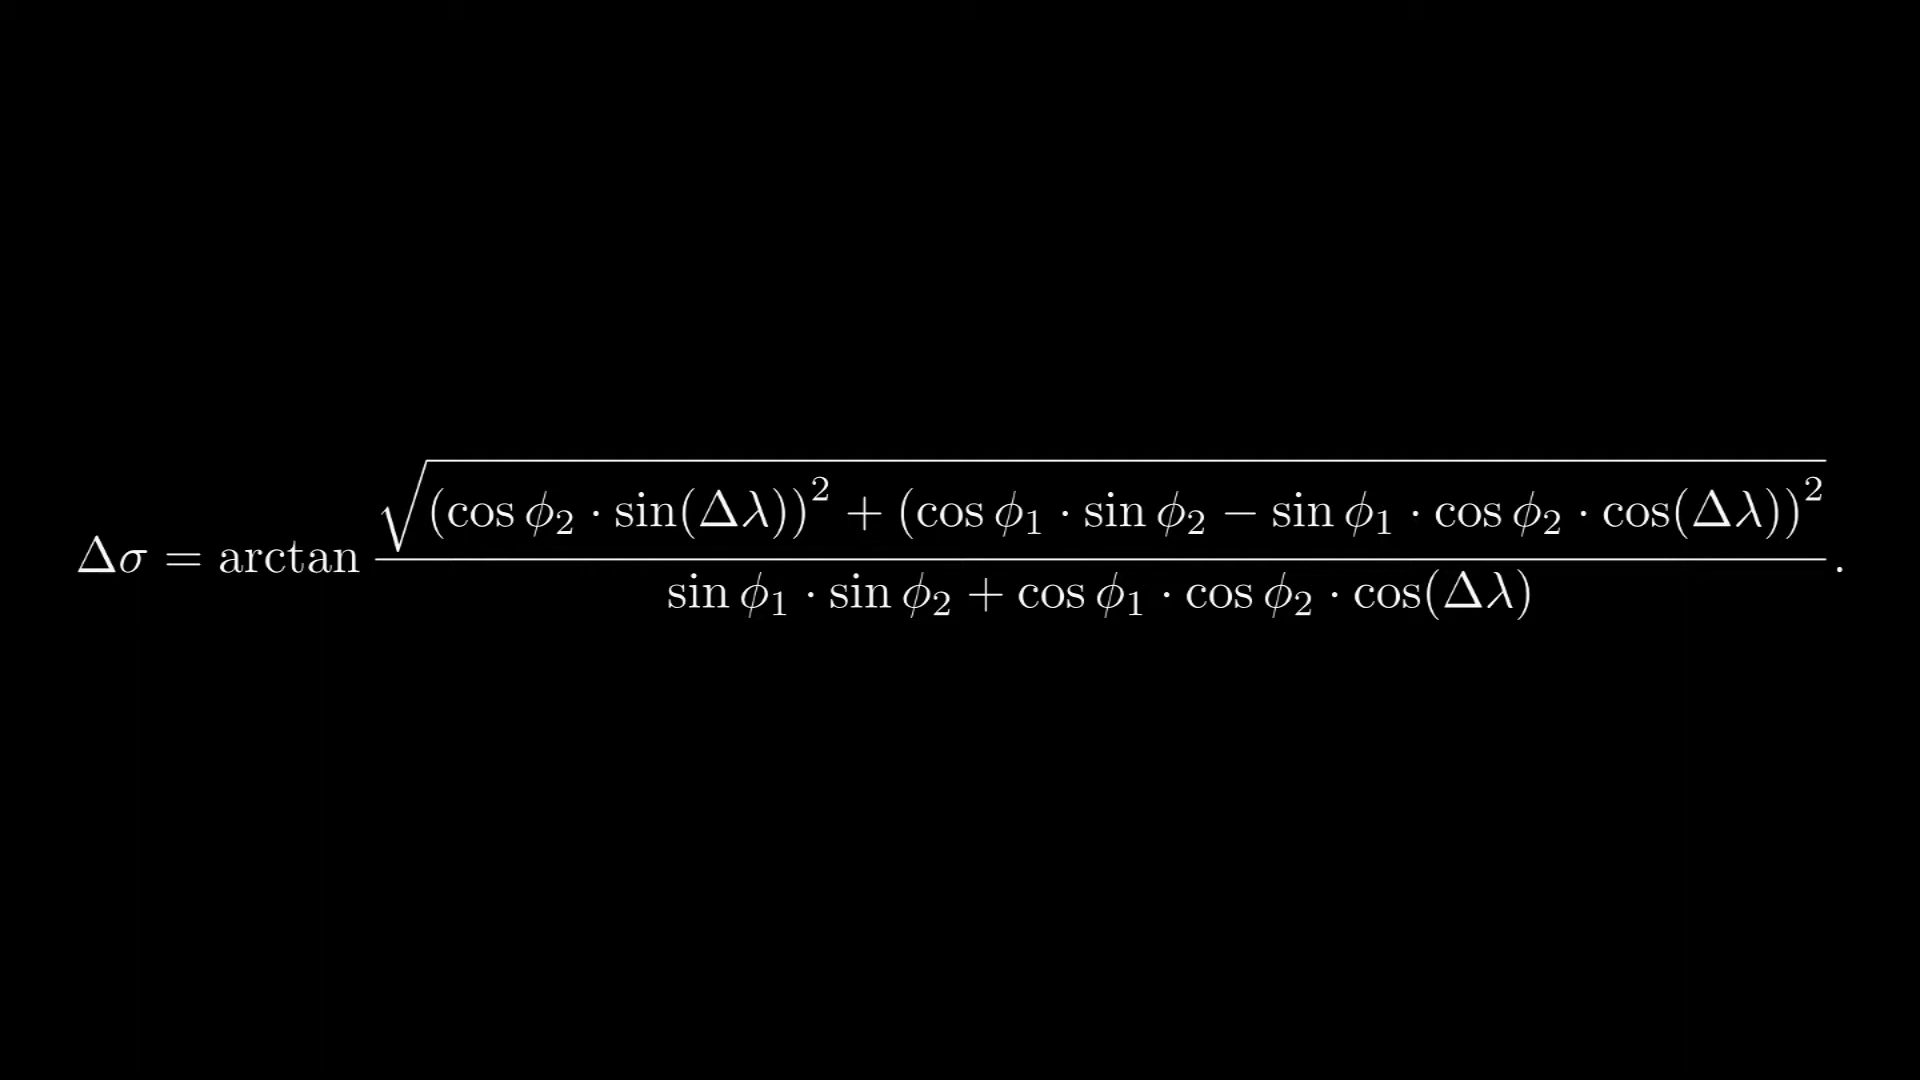 Δσ = arctan √((cos ϕ₂ · sin(Δλ))² + (cos ϕ₁ · sin ϕ₂ − sin ϕ₁ · cos ϕ₂ · cos(Δλ))²) / (sin ϕ₁ · sin ϕ₂ + cos ϕ₁ · cos ϕ₂ · cos(Δλ)).